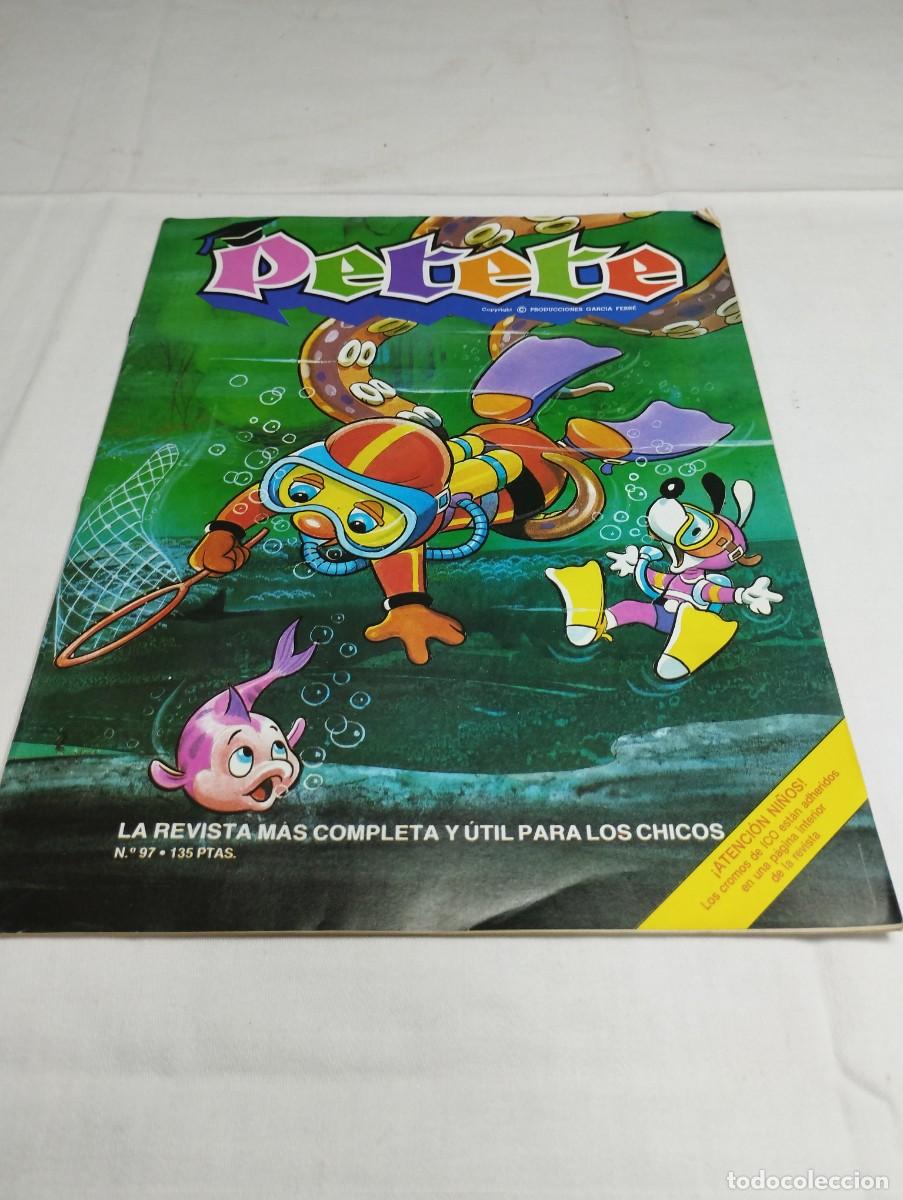 Petete
Copyright © PRODUCCIONES GARCIA FERRÉ
LA REVISTA MÁS COMPLETA Y ÚTIL PARA LOS CHICOS
N.º 97 • 135 PTAS.
¡ATENCIÓN NIÑOS!
Los cromos de ICO están adheridos
en una página interior
de la revista
todocoleccion